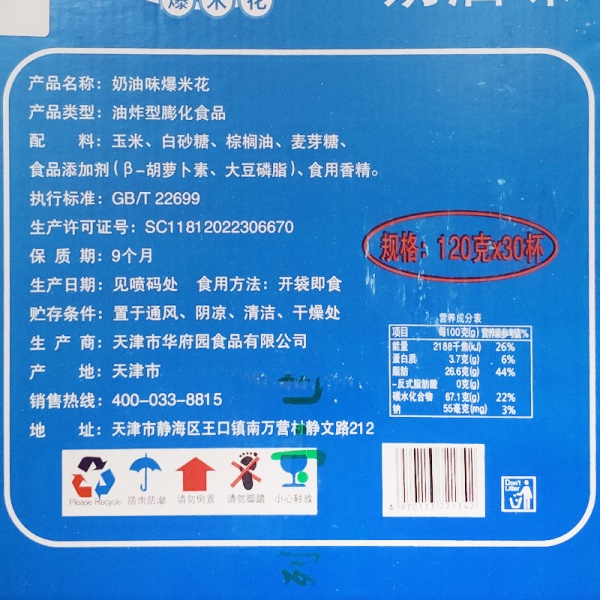 爆米花
产品名称：奶油味爆米花
产品类型：油炸型膨化食品
配　　料：玉米、白砂糖、棕榈油、麦芽糖、
食品添加剂（β-胡萝卜素、大豆磷脂）、食用香精。
执行标准：GB/T 22699
生产许可证号：SC11812022306670
保 质 期：9个月
生产日期：见喷码处　食用方法：开袋即食
贮存条件：置于通风、阴凉、清洁、干燥处
生 产 商：天津市华府园食品有限公司
产　　地：天津市
销售热线：400-033-8815
地　　址：天津市静海区王口镇南万营村静文路212
规格：120克x30杯
营养成分表
项目 每100克(g) 营养素参考值%
能量 2188千焦(kJ) 26%
蛋白质 3.7克(g) 6%
脂肪 26.6克(g) 44%
-反式脂肪酸 0克(g)
碳水化合物 67.1克(g) 22%
钠 55毫克(mg) 3%
Please Recycle 防雨防潮 请勿倒置 请勿脚踏 小心轻放
Don't Litter